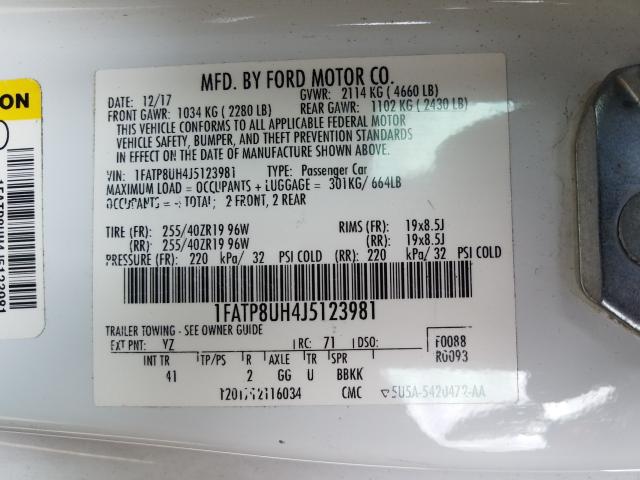 MFD. BY FORD MOTOR CO.
DATE: 12/17 GVWR: 2114 KG ( 4660 LB)
FRONT GAWR: 1034 KG ( 2280 LB) REAR GAWR: 1102 KG ( 2430 LB)
THIS VEHICLE CONFORMS TO ALL APPLICABLE FEDERAL MOTOR
VEHICLE SAFETY, BUMPER, AND THEFT PREVENTION STANDARDS
IN EFFECT ON THE DATE OF MANUFACTURE SHOWN ABOVE.
VIN: 1FATP8UH4J5123981 TYPE: Passenger Car
MAXIMUM LOAD = OCCUPANTS + LUGGAGE = 301KG/ 664LB
OCCUPANTS = 4 TOTAL; 2 FRONT, 2 REAR
TIRE (FR): 255/40ZR19 96W RIMS (FR): 19x8.5J
(RR): 255/40ZR19 96W (RR): 19x8.5J
PRESSURE (FR): 220 kPa/ 32 PSI COLD (RR): 220 kPa/ 32 PSI COLD
1FATP8UH4J5123981
TRAILER TOWING - SEE OWNER GUIDE
EXT PNT: YZ RC: 71 DSO: F0088
INT TR TP/PS R AXLE TR SPR R0093
41 2 GG U BBKK
CMC
ION
1FATP8UH4J5123981